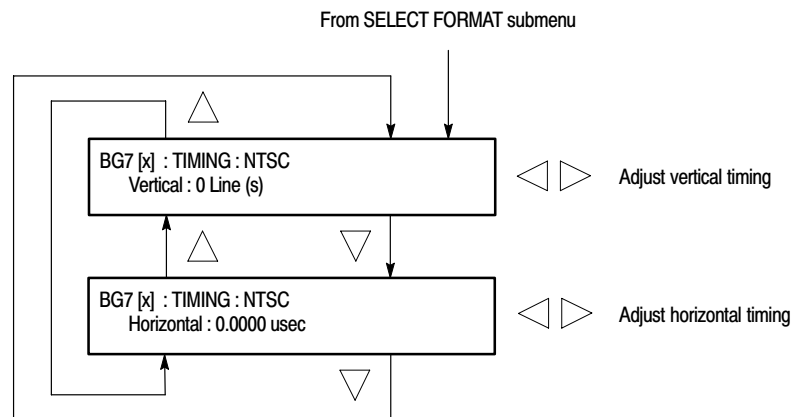 From SELECT FORMAT submenu
BG7 [x] : TIMING : NTSC
Vertical : 0 Line (s)
Adjust vertical timing
BG7 [x] : TIMING : NTSC
Horizontal : 0.0000 usec
Adjust horizontal timing